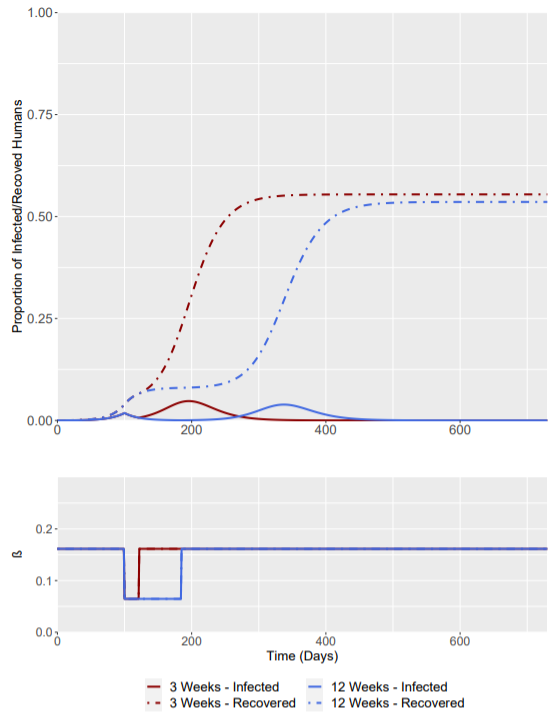 1.00
0.75
0.50
0.25
0.00
Proportion of Infected/Recoved Humans
0
200
400
600
0.2
0.1
0.0
ß
0
200
400
600
Time (Days)
3 Weeks - Infected
12 Weeks - Infected
3 Weeks - Recovered
12 Weeks - Recovered